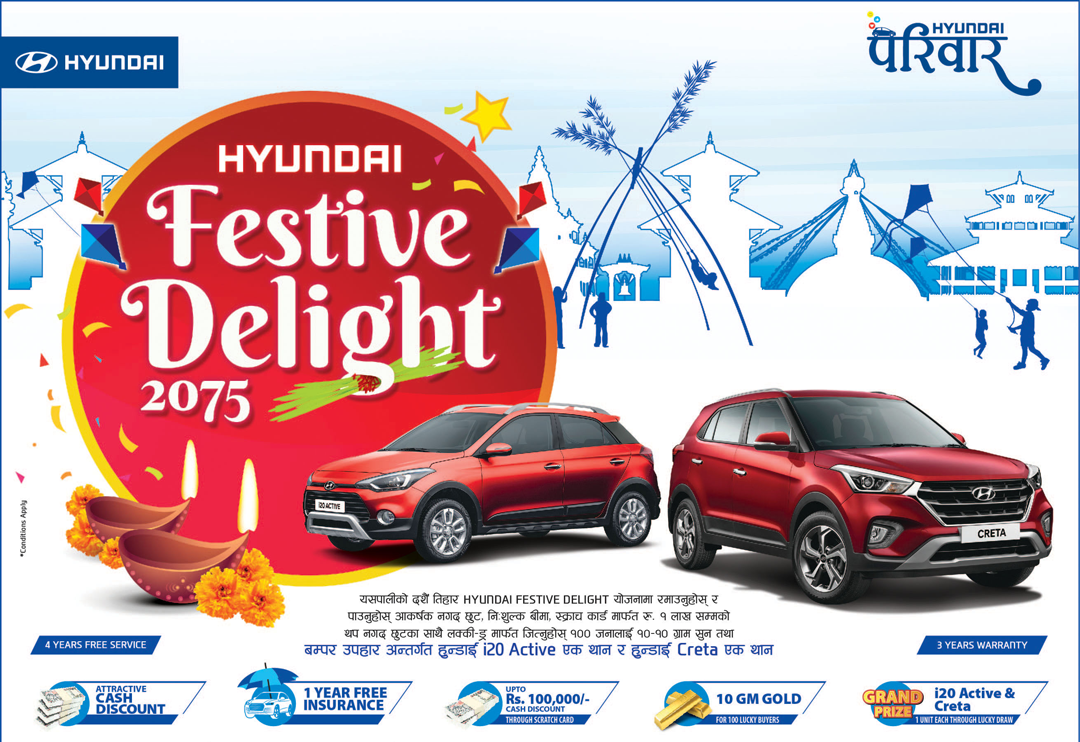 HYUNDAI
HYUNDAI
परिवार
HYUNDAI
Festive
Delight
2075
*Conditions Apply
i20 ACTIVE
CRETA
यसपालीको दशैं तिहार HYUNDAI FESTIVE DELIGHT योजनामा रमाउनुहोस् र
पाउनुहोस् आकर्षक नगद छुट, निःशुल्क बीमा, स्क्राच कार्ड मार्फत रू. १ लाख सम्मको
थप नगद छुटका साथै लक्की-ड्र मार्फत जित्नुहोस् १०० जनालाई १०-१० ग्राम सुन तथा
बम्पर उपहार अन्तर्गत हुन्डाई i20 Active एक थान र हुन्डाई Creta एक थान
4 YEARS FREE SERVICE
3 YEARS WARRANTY
ATTRACTIVE
CASH
DISCOUNT
1 YEAR FREE
INSURANCE
UPTO
Rs. 100,000/-
CASH DISCOUNT
THROUGH SCRATCH CARD
10 GM GOLD
FOR 100 LUCKY BUYERS
GRAND
PRIZE
i20 Active &
Creta
1 UNIT EACH THROUGH LUCKY DRAW